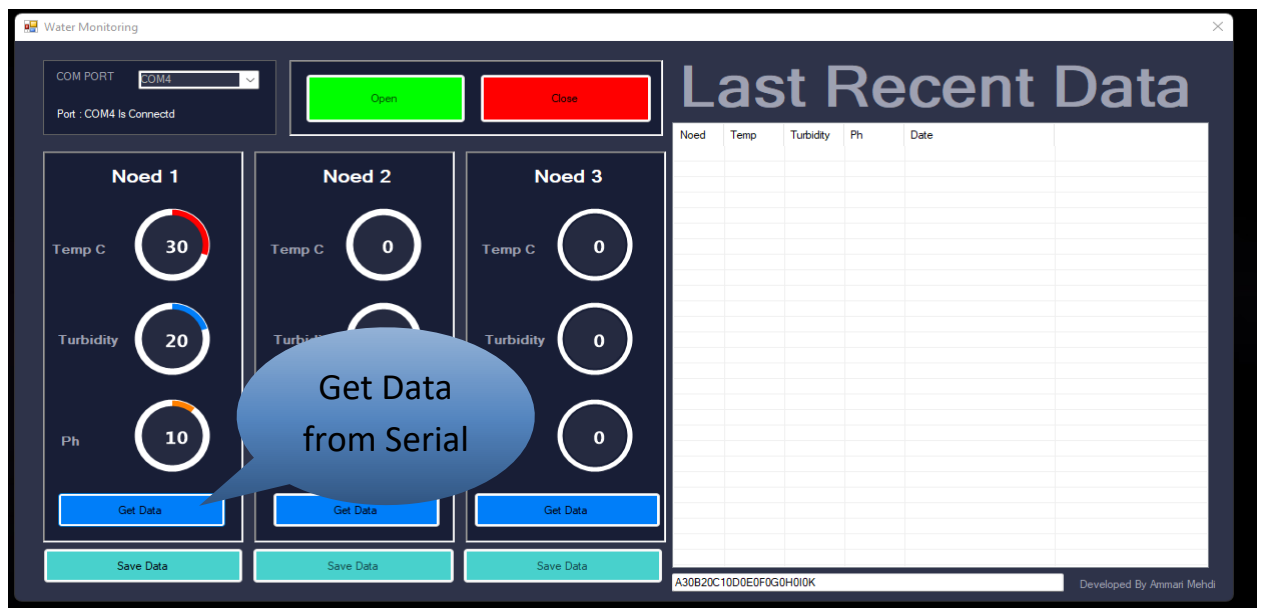 Water Monitoring
COM PORT
COM4
Port : COM4 Is Connectd
Open
Close
Last Recent Data
Noed Temp Turbidity Ph Date
Noed 1
Temp C
30
Turbidity
20
Ph
10
Get Data
Save Data
Noed 2
Temp C
0
Get Data
Save Data
Noed 3
Temp C
0
Turbidity
0
0
Get Data
Save Data
Get Data
from Serial
A30B20C10D0E0F0G0H0I0K
Developed By Ammari Mehdi